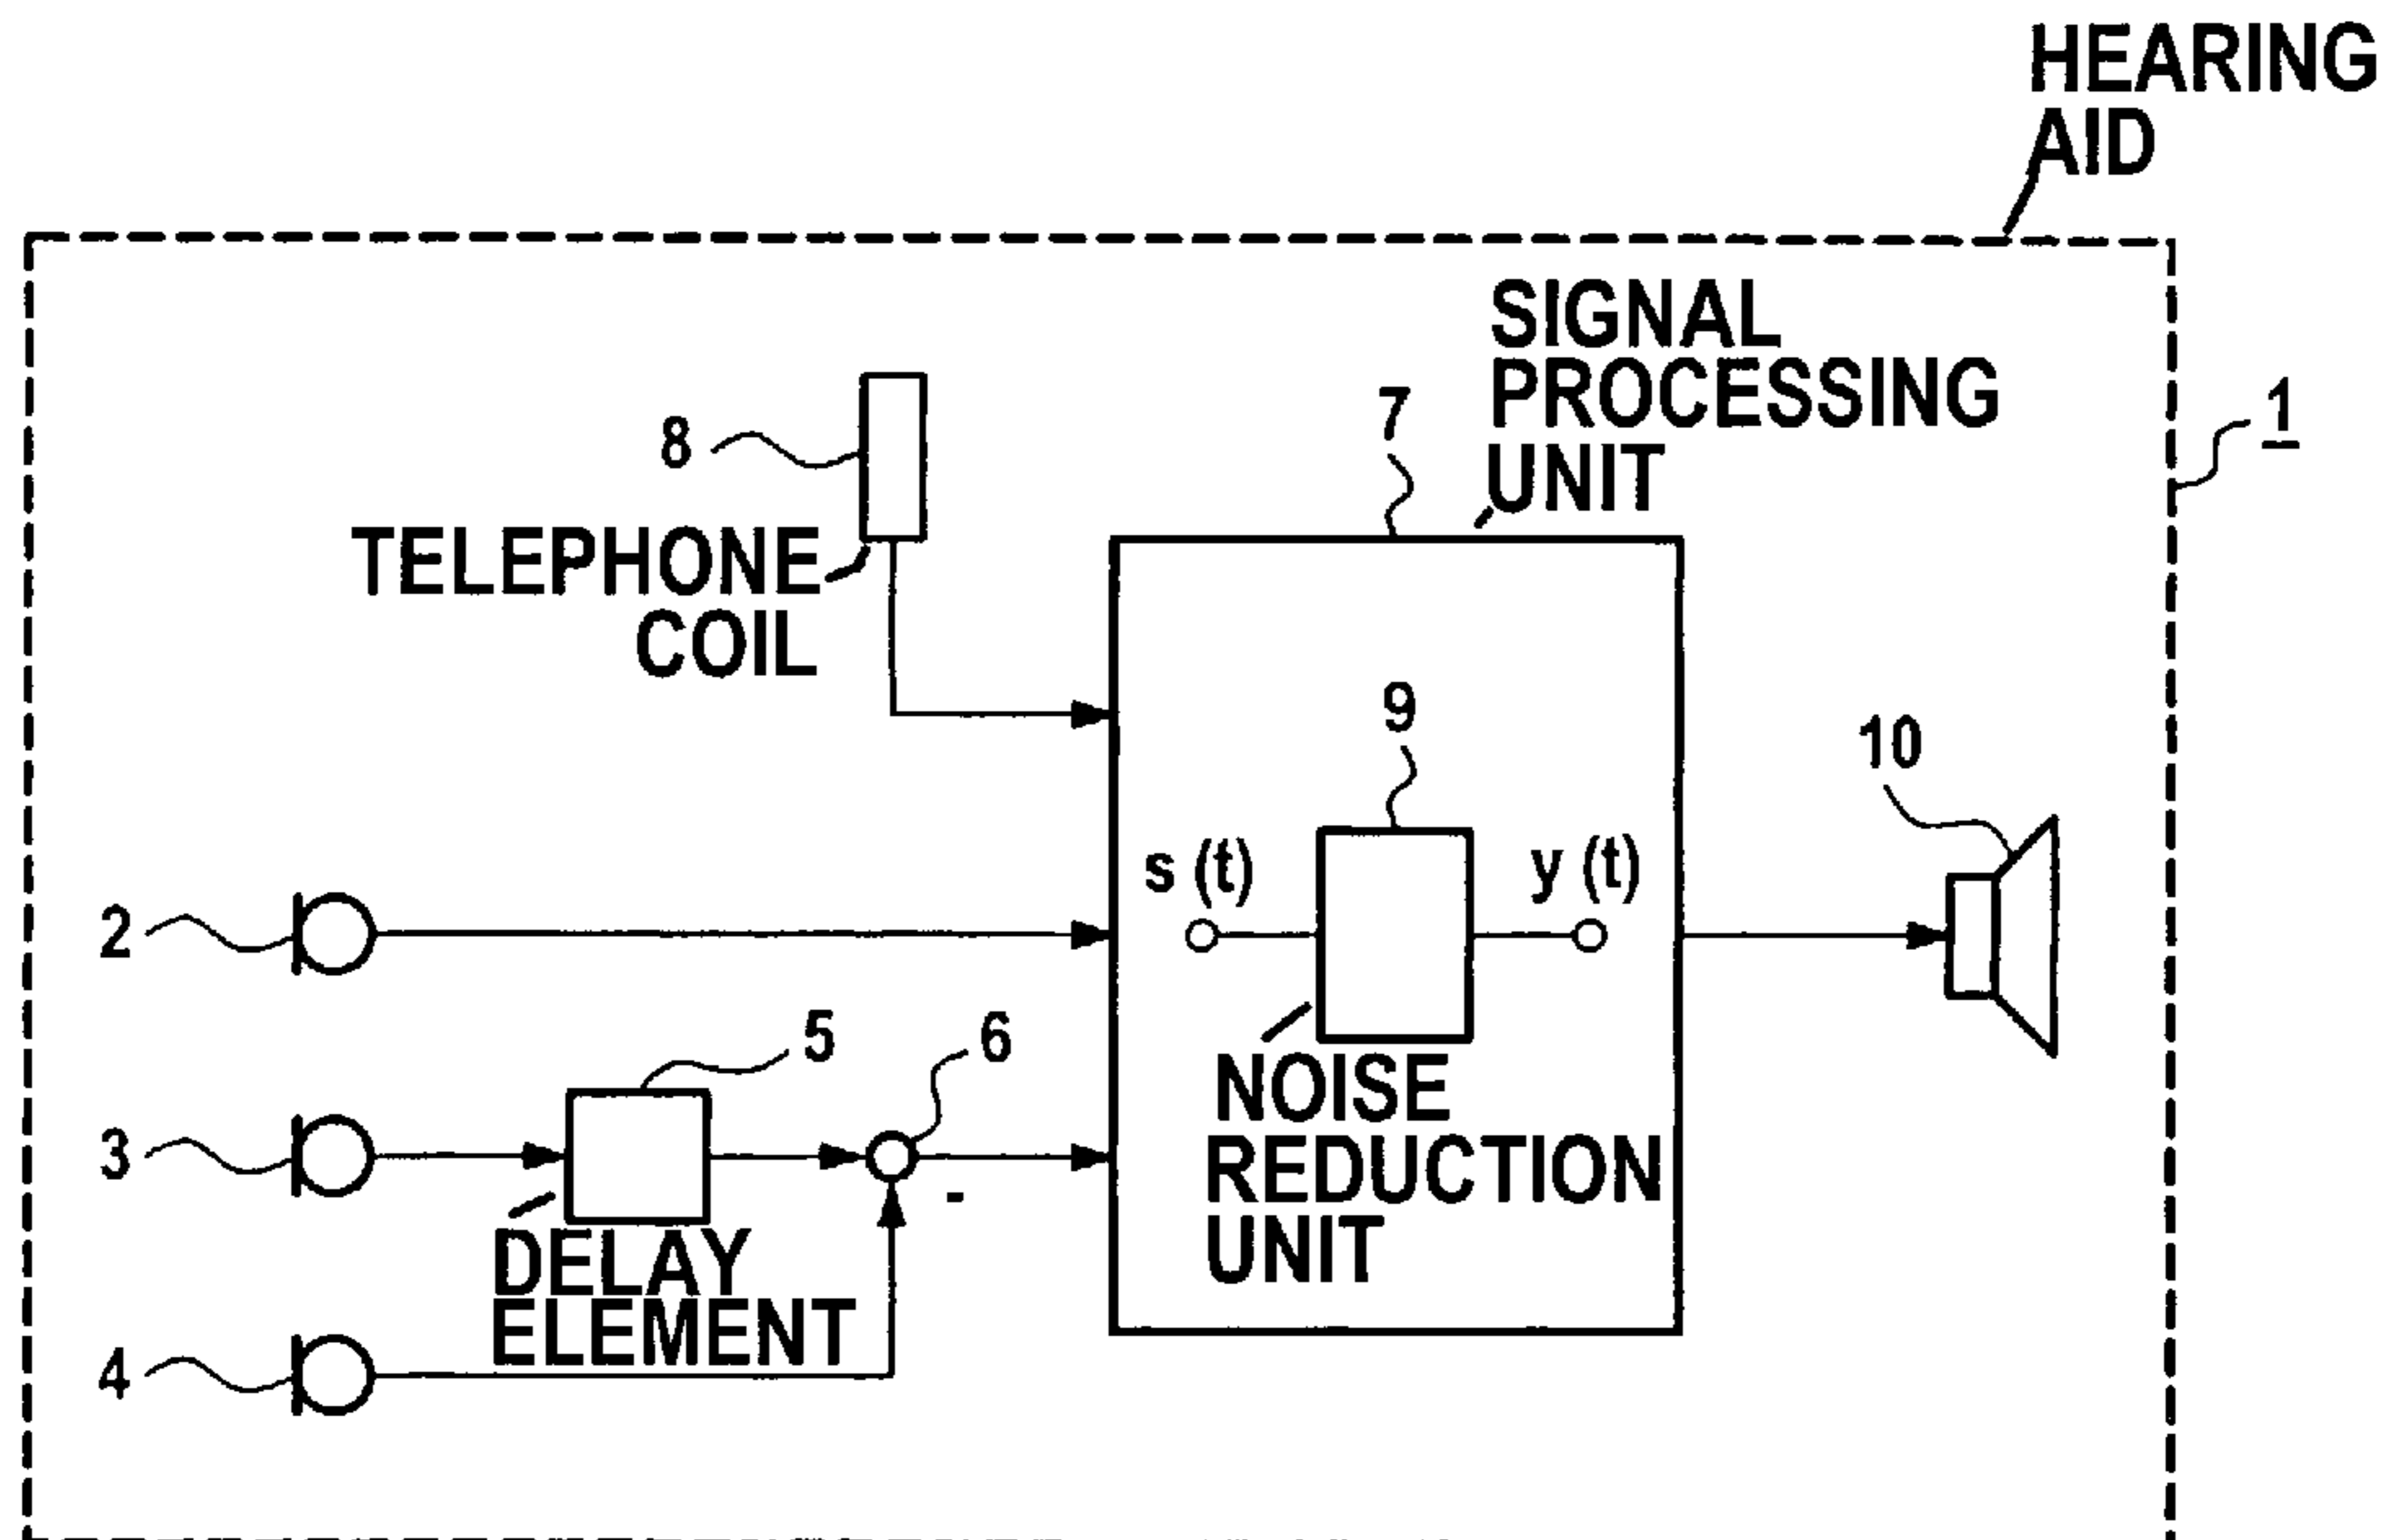 HEARING
AID
SIGNAL
PROCESSING
UNIT
7
1
8
TELEPHONE
COIL
9
10
s (t)
y (t)
2
5
6
NOISE
REDUCTION
UNIT
3
-
DELAY
ELEMENT
4